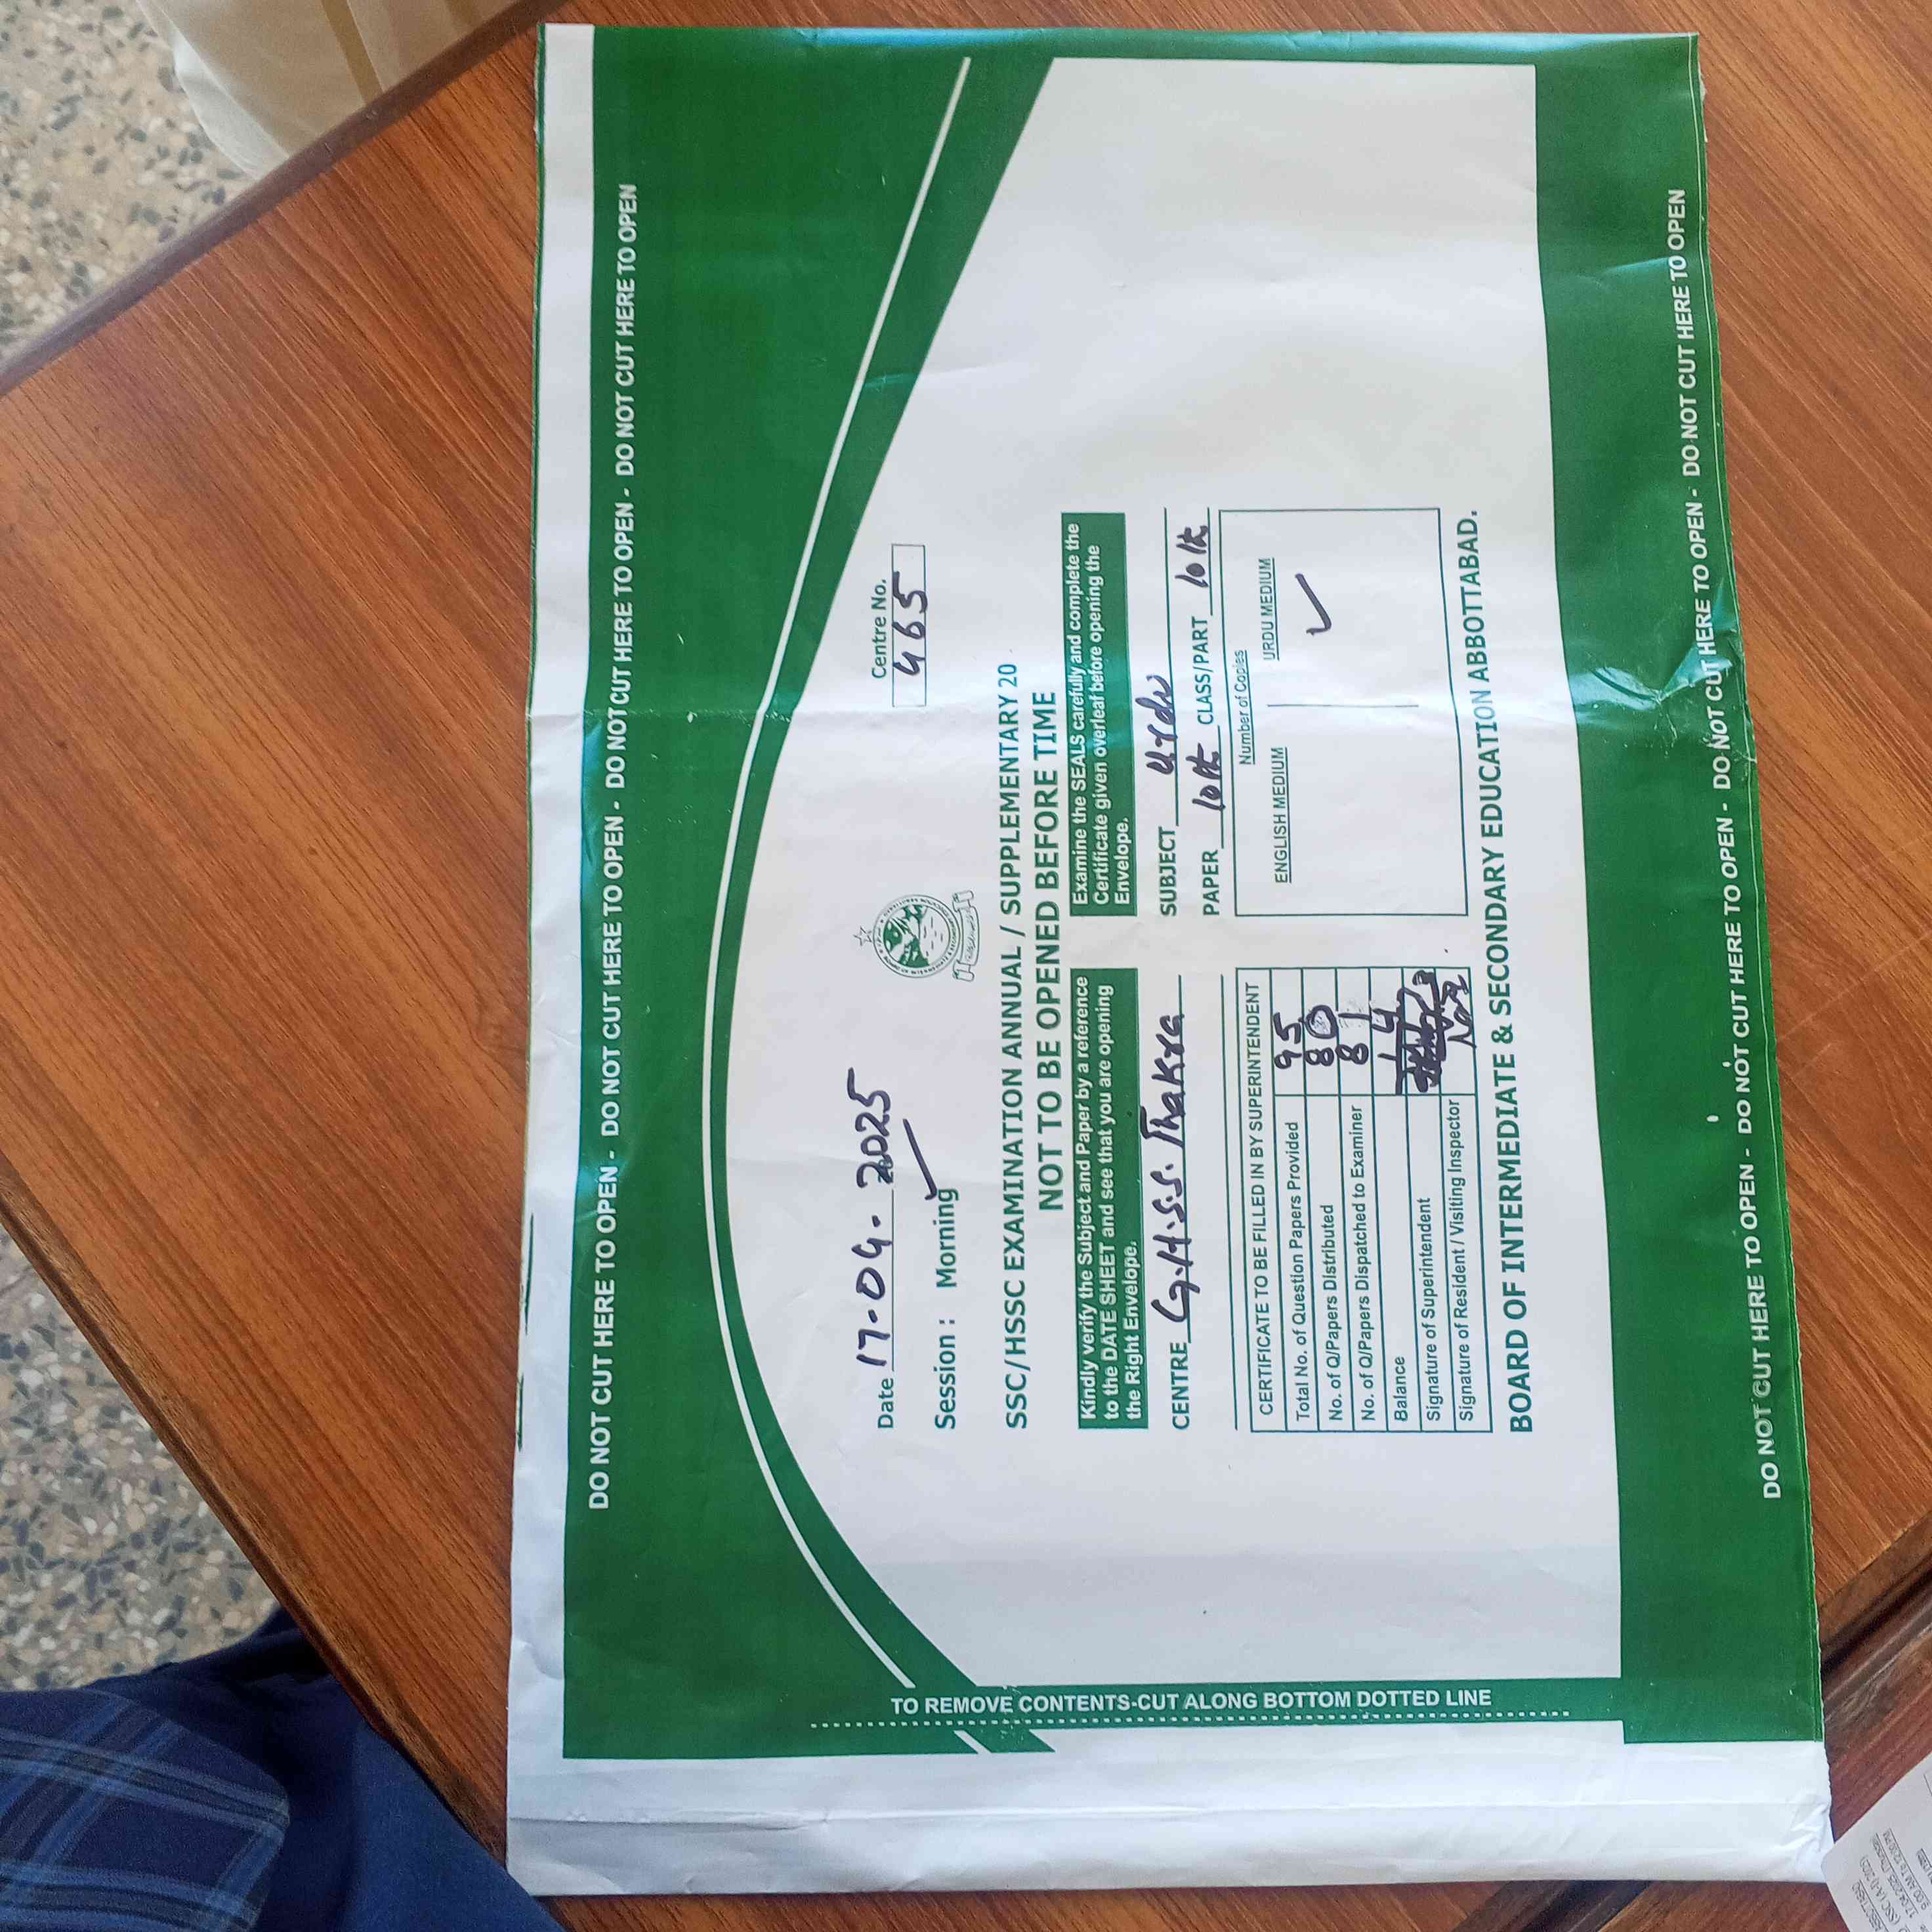 DO NOT CUT HERE TO OPEN - DO NOT CUT HERE TO OPEN - DO NOT CUT HERE TO OPEN - DO NOT CUT HERE TO OPEN - DO NOT CUT HERE TO OPEN
Date 17-04-2025
Centre No.
465
Session : Morning
SSC/HSSC EXAMINATION ANNUAL / SUPPLEMENTARY 20
NOT TO BE OPENED BEFORE TIME
Kindly verify the Subject and Paper by a reference
to the DATE SHEET and see that you are opening
the Right Envelope.
Examine the SEALS carefully and complete the
Certificate given overleaf before opening the
Envelope.
CENTRE G.H.S.S. Thakra
SUBJECT Urdu
PAPER 10th CLASS/PART 10th
CERTIFICATE TO BE FILLED IN BY SUPERINTENDENT
Total No. of Question Papers Provided 95
No. of Q/Papers Distributed 80
No. of Q/Papers Dispatched to Examiner 81
Balance 14
Signature of Superintendent
Signature of Resident / Visiting Inspector
Number of Copies
ENGLISH MEDIUM
URDU MEDIUM
BOARD OF INTERMEDIATE & SECONDARY EDUCATION ABBOTTABAD.
TO REMOVE CONTENTS-CUT ALONG BOTTOM DOTTED LINE
DO NOT CUT HERE TO OPEN - DO NOT CUT HERE TO OPEN - DO NOT CUT HERE TO OPEN - DO NOT CUT HERE TO OPEN - DO NOT CUT HERE TO OPEN